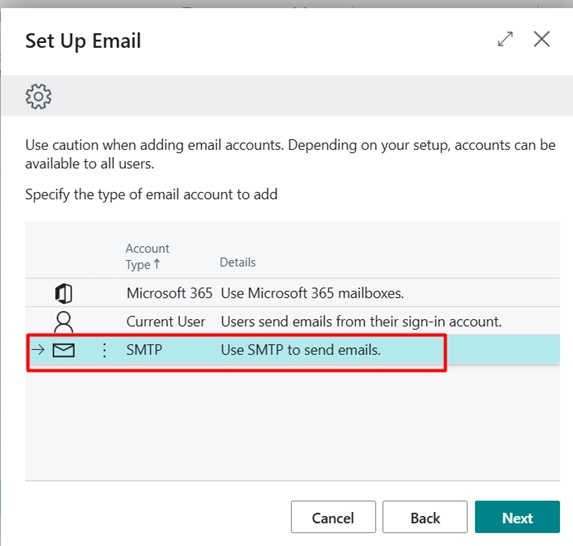 Set Up Email
Use caution when adding email accounts. Depending on your setup, accounts can be
available to all users.
Specify the type of email account to add
Account
Type ↑ Details
Microsoft 365 Use Microsoft 365 mailboxes.
Current User Users send emails from their sign-in account.
SMTP Use SMTP to send emails.
Cancel Back Next